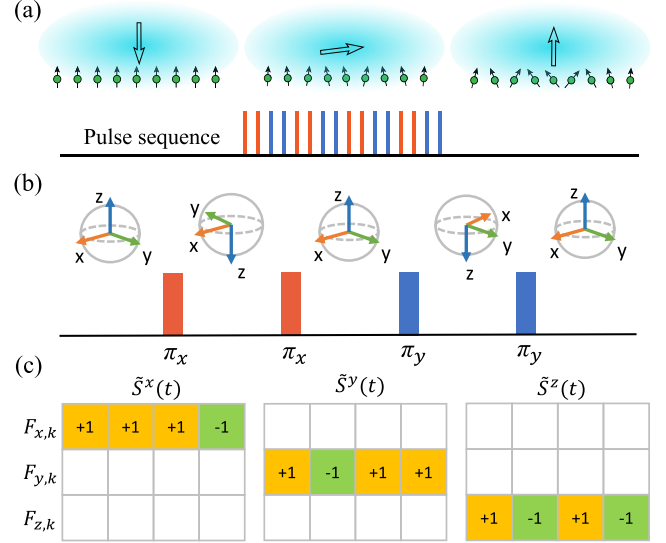 (a)
Pulse sequence
(b)
z z z x z
y
x x x y x
y z y z y
π_x π_x π_y π_y
(c)
S̃^x(t) S̃^y(t) S̃^z(t)
F_{x,k} +1 +1 +1 -1
F_{y,k} +1 -1 +1 +1
F_{z,k} +1 -1 +1 -1